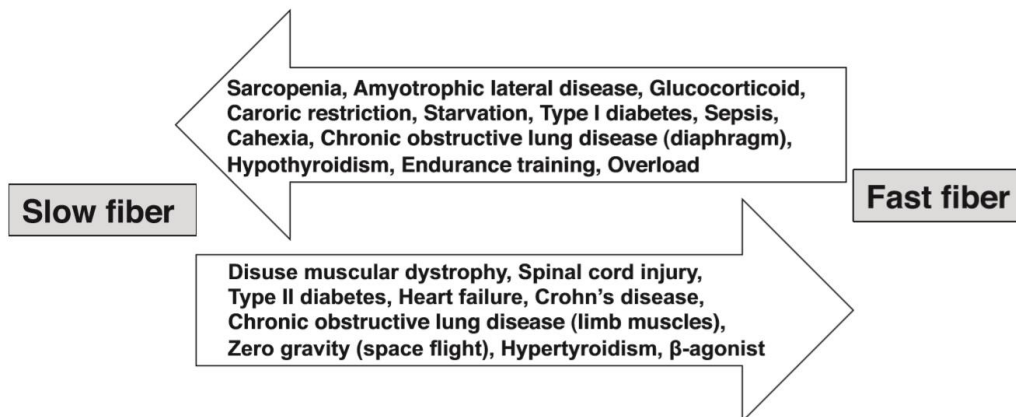 Sarcopenia, Amyotrophic lateral disease, Glucocorticoid,
Caroric restriction, Starvation, Type I diabetes, Sepsis,
Cahexia, Chronic obstructive lung disease (diaphragm),
Hypothyroidism, Endurance training, Overload
Slow fiber
Fast fiber
Disuse muscular dystrophy, Spinal cord injury,
Type II diabetes, Heart failure, Crohn's disease,
Chronic obstructive lung disease (limb muscles),
Zero gravity (space flight), Hypertyroidism, β-agonist